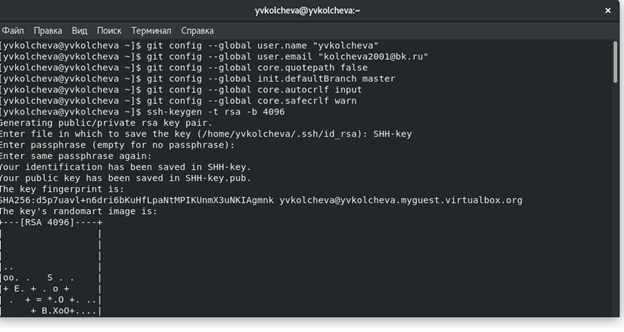 yvkolcheva@yvkolcheva:~
Файл Правка Вид Поиск Терминал Справка
[yvkolcheva@yvkolcheva ~]$ git config --global user.name "yvkolcheva"
[yvkolcheva@yvkolcheva ~]$ git config --global user.email "kolcheva2001@bk.ru"
[yvkolcheva@yvkolcheva ~]$ git config --global core.quotepath false
[yvkolcheva@yvkolcheva ~]$ git config --global init.defaultBranch master
[yvkolcheva@yvkolcheva ~]$ git config --global core.autocrlf input
[yvkolcheva@yvkolcheva ~]$ git config --global core.safecrlf warn
[yvkolcheva@yvkolcheva ~]$ ssh-keygen -t rsa -b 4096
Generating public/private rsa key pair.
Enter file in which to save the key (/home/yvkolcheva/.ssh/id_rsa): SHH-key
Enter passphrase (empty for no passphrase):
Enter same passphrase again:
Your identification has been saved in SHH-key.
Your public key has been saved in SHH-key.pub.
The key fingerprint is:
SHA256:d5p7uavl+n6dri6bKuHfLpaNtMPIKUnmX3uNKIAgmnk yvkolcheva@yvkolcheva.myguest.virtualbox.org
The key's randomart image is:
+---[RSA 4096]----+
|                 |
|                 |
|                 |
|..               |
|oo. .   S . .    |
|+ E. + . o +     |
| .  + = *.O +. ..|
|     + B.XoO+....|